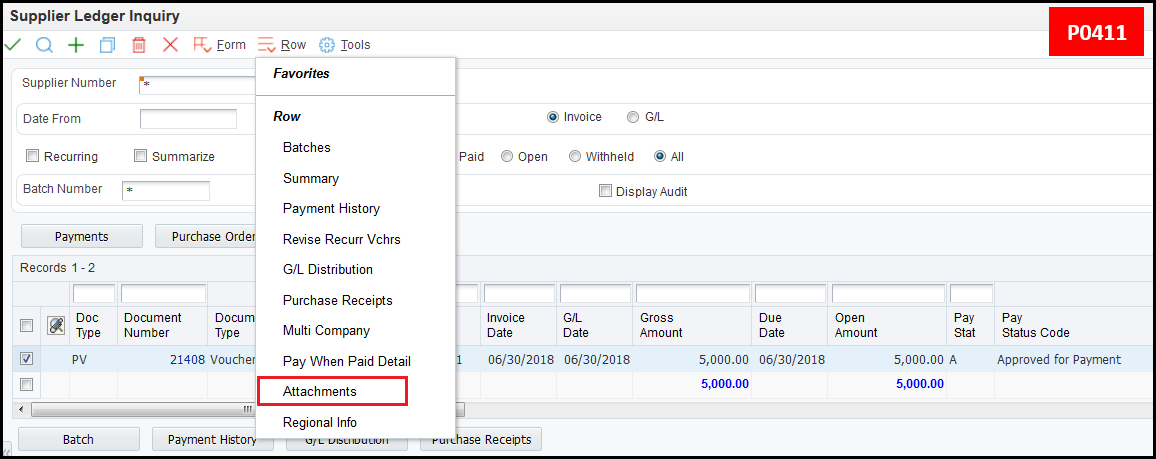 Supplier Ledger Inquiry
P0411
Form Row Tools
Favorites
Supplier Number *
Date From
Invoice G/L
Row
Batches
Recurring Summarize Paid Open Withheld All
Summary
Batch Number * Display Audit
Payment History
Payments Purchase Order
Revise Recurr Vchrs
Records 1 - 2
G/L Distribution
Purchase Receipts
Multi Company
Doc Type Document Number Docum Type Invoice Date G/L Date Gross Amount Due Date Open Amount Pay Stat Pay Status Code
PV 21408 Voucher 1 06/30/2018 06/30/2018 5,000.00 06/30/2018 5,000.00 A Approved for Payment
Pay When Paid Detail
5,000.00 5,000.00
Attachments
Regional Info
Batch Payment History G/L Distribution Purchase Receipts